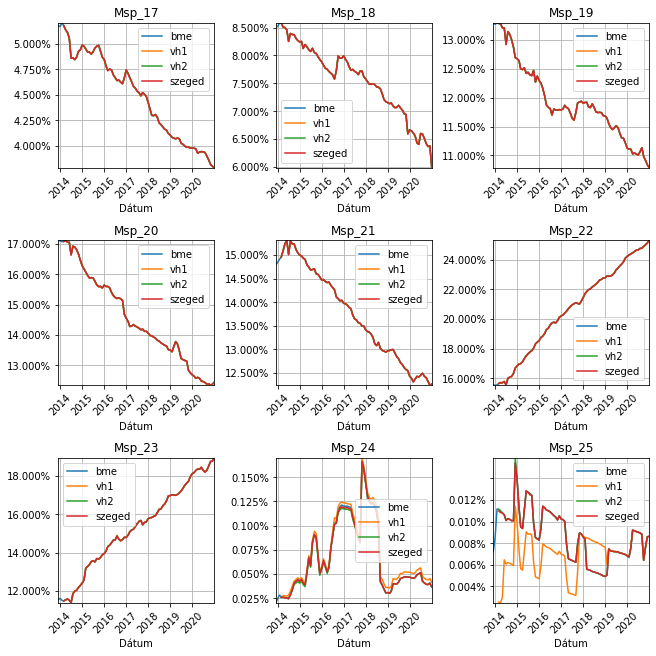 Msp_17
5.000%
4.750%
4.500%
4.250%
4.000%
bme
vh1
vh2
szeged
2014
2015
2016
2017
2018
2019
2020
Dátum
Msp_18
8.500%
8.000%
7.500%
7.000%
6.500%
6.000%
bme
vh1
vh2
szeged
2014
2015
2016
2017
2018
2019
2020
Dátum
Msp_19
13.000%
12.500%
12.000%
11.500%
11.000%
bme
vh1
vh2
szeged
2014
2015
2016
2017
2018
2019
2020
Dátum
Msp_20
17.000%
16.000%
15.000%
14.000%
13.000%
bme
vh1
vh2
szeged
2014
2015
2016
2017
2018
2019
2020
Dátum
Msp_21
15.000%
14.500%
14.000%
13.500%
13.000%
12.500%
bme
vh1
vh2
szeged
2014
2015
2016
2017
2018
2019
2020
Dátum
Msp_22
24.000%
22.000%
20.000%
18.000%
16.000%
bme
vh1
vh2
szeged
2014
2015
2016
2017
2018
2019
2020
Dátum
Msp_23
18.000%
16.000%
14.000%
12.000%
bme
vh1
vh2
szeged
2014
2015
2016
2017
2018
2019
2020
Dátum
Msp_24
0.150%
0.125%
0.100%
0.075%
0.050%
0.025%
bme
vh1
vh2
szeged
2014
2015
2016
2017
2018
2019
2020
Dátum
Msp_25
0.012%
0.010%
0.008%
0.006%
0.004%
bme
vh1
vh2
szeged
2014
2015
2016
2017
2018
2019
2020
Dátum